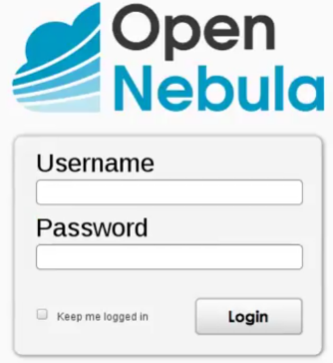 Open
Nebula
Username
Password
Keep me logged in
Login